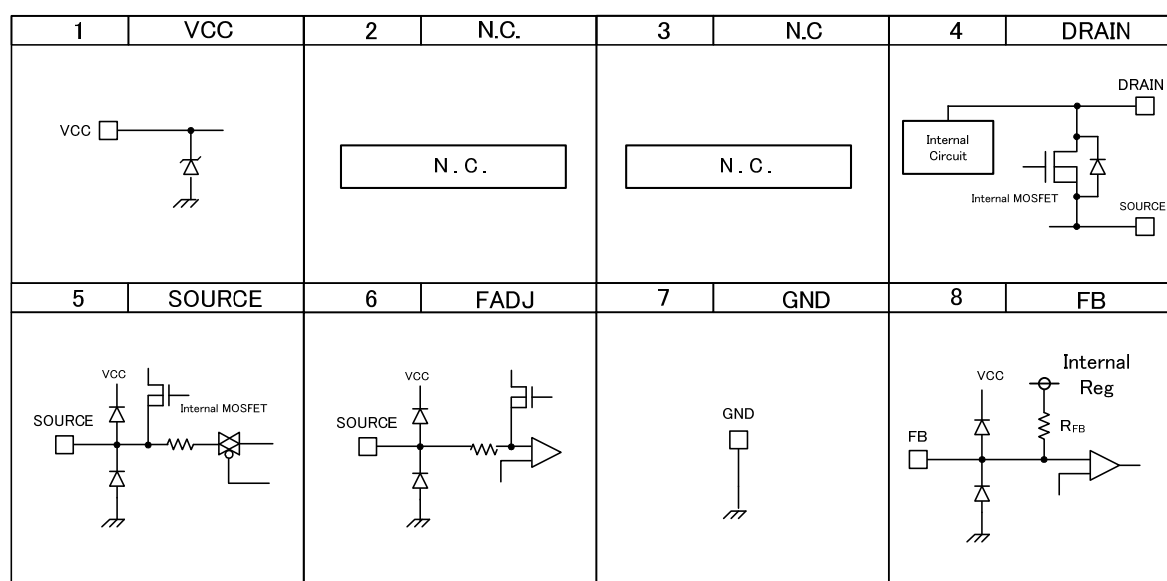 1 VCC 2 N.C. 3 N.C 4 DRAIN
VCC
N.C.
N.C.
DRAIN
Internal
Circuit
Internal MOSFET
SOURCE
5 SOURCE 6 FADJ 7 GND 8 FB
VCC
Internal MOSFET
SOURCE
VCC
SOURCE
GND
Internal
Reg
VCC
RFB
FB